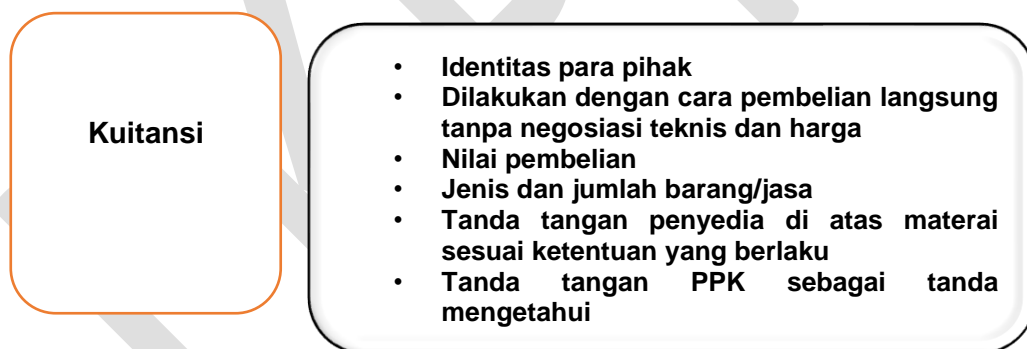 Kuitansi
• Identitas para pihak
• Dilakukan dengan cara pembelian langsung
tanpa negosiasi teknis dan harga
• Nilai pembelian
• Jenis dan jumlah barang/jasa
• Tanda tangan penyedia di atas materai
sesuai ketentuan yang berlaku
• Tanda tangan PPK sebagai tanda
mengetahui